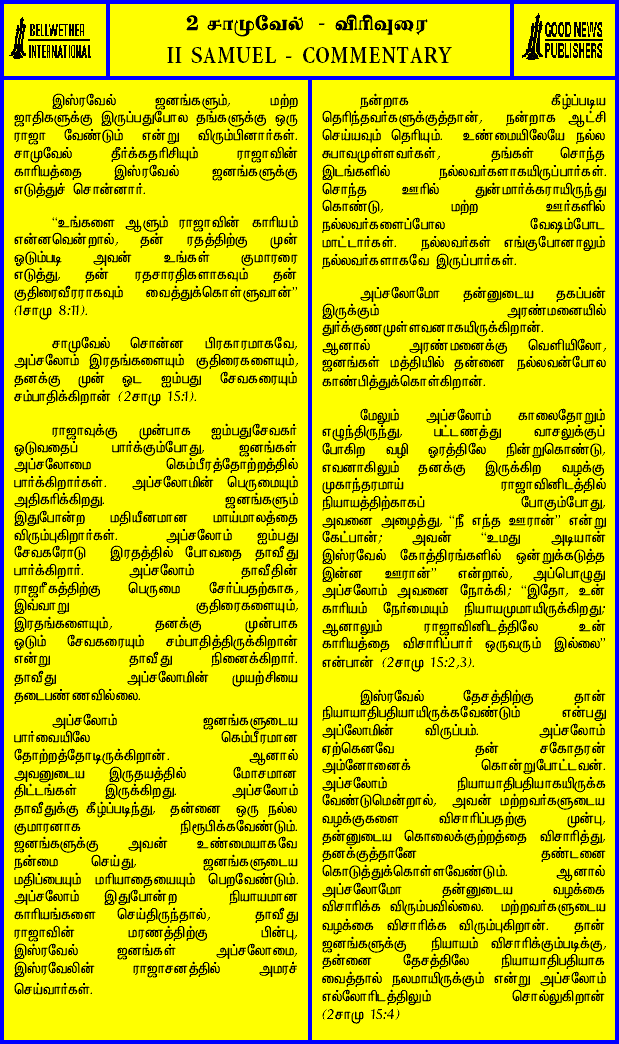 BELLWETHER
INTERNATIONAL
2 சாமுவேல் - விரிவுரை
II SAMUEL - COMMENTARY
GOOD NEWS
PUBLISHERS
இஸ்ரவேல் ஜனங்களும், மற்ற
ஜாதிகளுக்கு இருப்பதுபோல தங்களுக்கு ஒரு
ராஜா வேண்டும் என்று விரும்பினார்கள்.
சாமுவேல் தீர்க்கதரிசியும் ராஜாவின்
காரியத்தை இஸ்ரவேல் ஜனங்களுக்கு
எடுத்துச் சொன்னார்.
“உங்களை ஆளும் ராஜாவின் காரியம்
என்னவென்றால், தன் ரதத்திற்கு முன்
ஓடும்படி அவன் உங்கள் குமாரரை
எடுத்து, தன் ரதசாரதிகளாகவும் தன்
குதிரைவீரராகவும் வைத்துக்கொள்ளுவான்”
(1சாமு 8:11).
சாமுவேல் சொன்ன பிரகாரமாகவே,
அப்சலோம் இரதங்களையும் குதிரைகளையும்,
தனக்கு முன் ஓட ஐம்பது சேவகரையும்
சம்பாதிக்கிறான் (2சாமு 15:1).
ராஜாவுக்கு முன்பாக ஐம்பதுசேவகர்
ஓடுவதைப் பார்க்கும்போது, ஜனங்கள்
அப்சலோமை கெம்பீரத்தோற்றத்தில்
பார்க்கிறார்கள். அப்சலோமின் பெருமையும்
அதிகரிக்கிறது. ஜனங்களும்
இதுபோன்ற மதியீனமான மாய்மாலத்தை
விரும்புகிறார்கள். அப்சலோம் ஐம்பது
சேவகரோடு இரதத்தில் போவதை தாவீது
பார்க்கிறார். அப்சலோம் தாவீதின்
ராஜரீகத்திற்கு பெருமை சேர்ப்பதற்காக,
இவ்வாறு குதிரைகளையும்,
இரதங்களையும், தனக்கு முன்பாக
ஓடும் சேவகரையும் சம்பாதித்திருக்கிறான்
என்று தாவீது நினைக்கிறார்.
தாவீது அப்சலோமின் முயற்சியை
தடைபண்ணவில்லை.
அப்சலோம் ஜனங்களுடைய
பார்வையிலே கெம்பீரமான
தோற்றத்தோடிருக்கிறான். ஆனால்
அவனுடைய இருதயத்தில் மோசமான
திட்டங்கள் இருக்கிறது. அப்சலோம்
தாவீதுக்கு கீழ்ப்படிந்து, தன்னை ஒரு நல்ல
குமாரனாக நிரூபிக்கவேண்டும்.
ஜனங்களுக்கு அவன் உண்மையாகவே
நன்மை செய்து, ஜனங்களுடைய
மதிப்பையும் மரியாதையையும் பெறவேண்டும்.
அப்சலோம் இதுபோன்ற நியாயமான
காரியங்களை செய்திருந்தால், தாவீது
ராஜாவின் மரணத்திற்கு பின்பு,
இஸ்ரவேல் ஜனங்கள் அப்சலோமை,
இஸ்ரவேலின் ராஜாசனத்தில் அமரச்
செய்வார்கள்.
நன்றாக கீழ்ப்படிய
தெரிந்தவர்களுக்குத்தான், நன்றாக ஆட்சி
செய்யவும் தெரியும். உண்மையிலேயே நல்ல
சுபாவமுள்ளவர்கள், தங்கள் சொந்த
இடங்களில் நல்லவர்களாகயிருப்பார்கள்.
சொந்த ஊரில் துன்மார்க்கராயிருந்து
கொண்டு, மற்ற ஊர்களில்
நல்லவர்களைப்போல வேஷம்போட
மாட்டார்கள். நல்லவர்கள் எங்குபோனாலும்
நல்லவர்களாகவே இருப்பார்கள்.
அப்சலோமோ தன்னுடைய தகப்பன்
இருக்கும் அரண்மனையில்
துர்க்குணமுள்ளவனாகயிருக்கிறான்.
ஆனால் அரண்மனைக்கு வெளியிலோ,
ஜனங்கள் மத்தியில் தன்னை நல்லவன்போல
காண்பித்துக்கொள்கிறான்.
மேலும் அப்சலோம் காலைதோறும்
எழுந்திருந்து, பட்டணத்து வாசலுக்குப்
போகிற வழி ஓரத்திலே நின்றுகொண்டு,
எவனாகிலும் தனக்கு இருக்கிற வழக்கு
முகாந்தரமாய் ராஜாவினிடத்தில்
நியாயத்திற்காகப் போகும்போது,
அவனை அழைத்து, “நீ எந்த ஊரான்” என்று
கேட்பான்; அவன் “உமது அடியான்
இஸ்ரவேல் கோத்திரங்களில் ஒன்றுக்கடுத்த
இன்ன ஊரான்” என்றால், அப்பொழுது
அப்சலோம் அவனை நோக்கி; “இதோ, உன்
காரியம் நேர்மையும் நியாயமுமாயிருக்கிறது;
ஆனாலும் ராஜாவினிடத்திலே உன்
காரியத்தை விசாரிப்பார் ஒருவரும் இல்லை”
என்பான் (2சாமு 15:2,3).
இஸ்ரவேல் தேசத்திற்கு தான்
நியாயாதிபதியாயிருக்கவேண்டும் என்பது
அப்லோமின் விருப்பம். அப்சலோம்
ஏற்கெனவே தன் சகோதரன்
அம்னோனைக் கொன்றுபோட்டவன்.
அப்சலோம் நியாயாதிபதியாகயிருக்க
வேண்டுமென்றால், அவன் மற்றவர்களுடைய
வழக்குகளை விசாரிப்பதற்கு முன்பு,
தன்னுடைய கொலைக்குற்றத்தை விசாரித்து,
தனக்குத்தானே தண்டனை
கொடுத்துக்கொள்ளவேண்டும். ஆனால்
அப்சலோமோ தன்னுடைய வழக்கை
விசாரிக்க விரும்பவில்லை. மற்றவர்களுடைய
வழக்கை விசாரிக்க விரும்புகிறான். தான்
ஜனங்களுக்கு நியாயம் விசாரிக்கும்படிக்கு,
தன்னை தேசத்திலே நியாயாதிபதியாக
வைத்தால் நலமாயிருக்கும் என்று அப்சலோம்
எல்லோரிடத்திலும் சொல்லுகிறான்
(2சாமு 15:4)